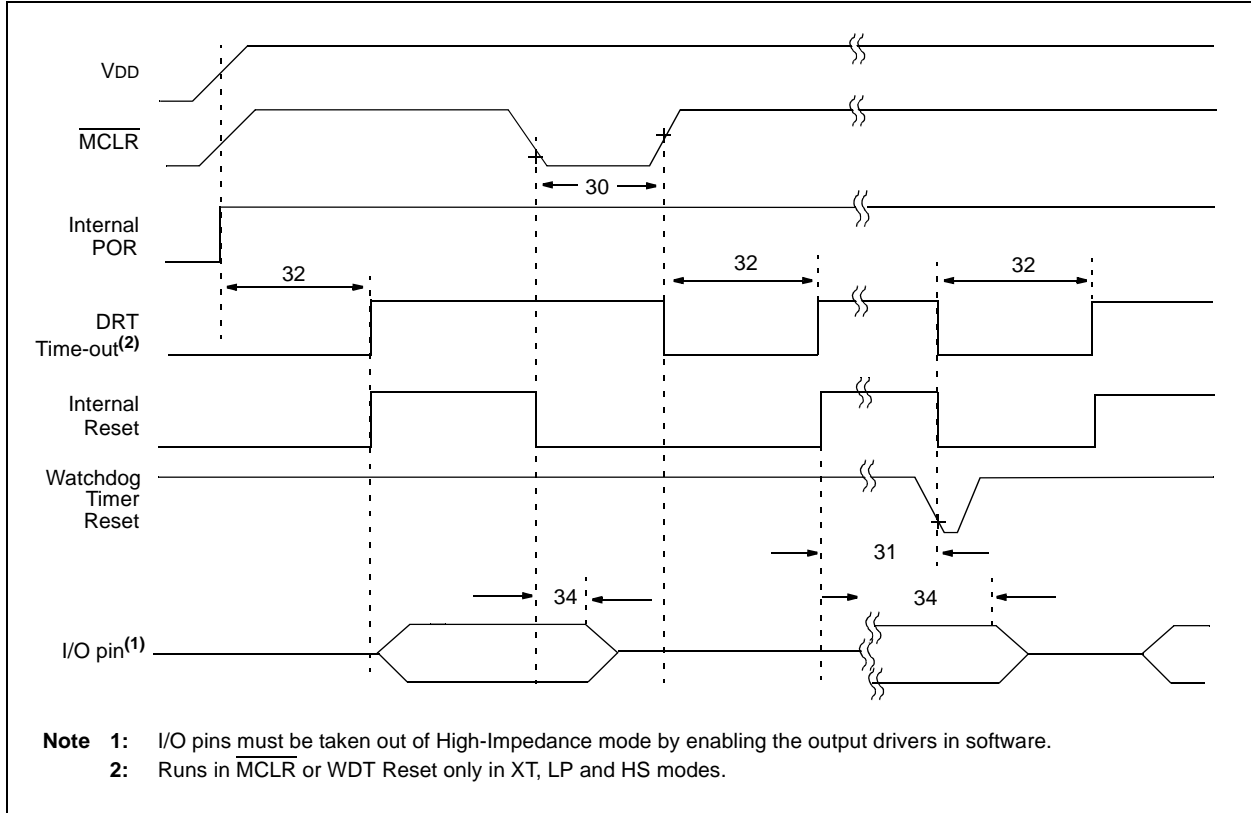 VDD
MCLR
30
Internal
POR
32
32
32
DRT
Time-out(2)
Internal
Reset
Watchdog
Timer
Reset
31
34
34
I/O pin(1)
Note 1: I/O pins must be taken out of High-Impedance mode by enabling the output drivers in software.
2: Runs in MCLR or WDT Reset only in XT, LP and HS modes.